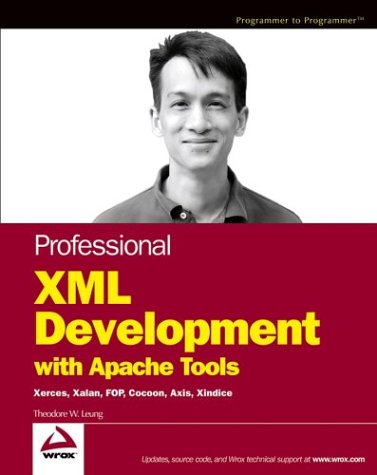 Programmer to Programmer™
Professional
XML
Development
with Apache Tools
Xerces, Xalan, FOP, Cocoon, Axis, Xindice
Theodore W. Leung
wrox™
Updates, source code, and Wrox technical support at www.wrox.com